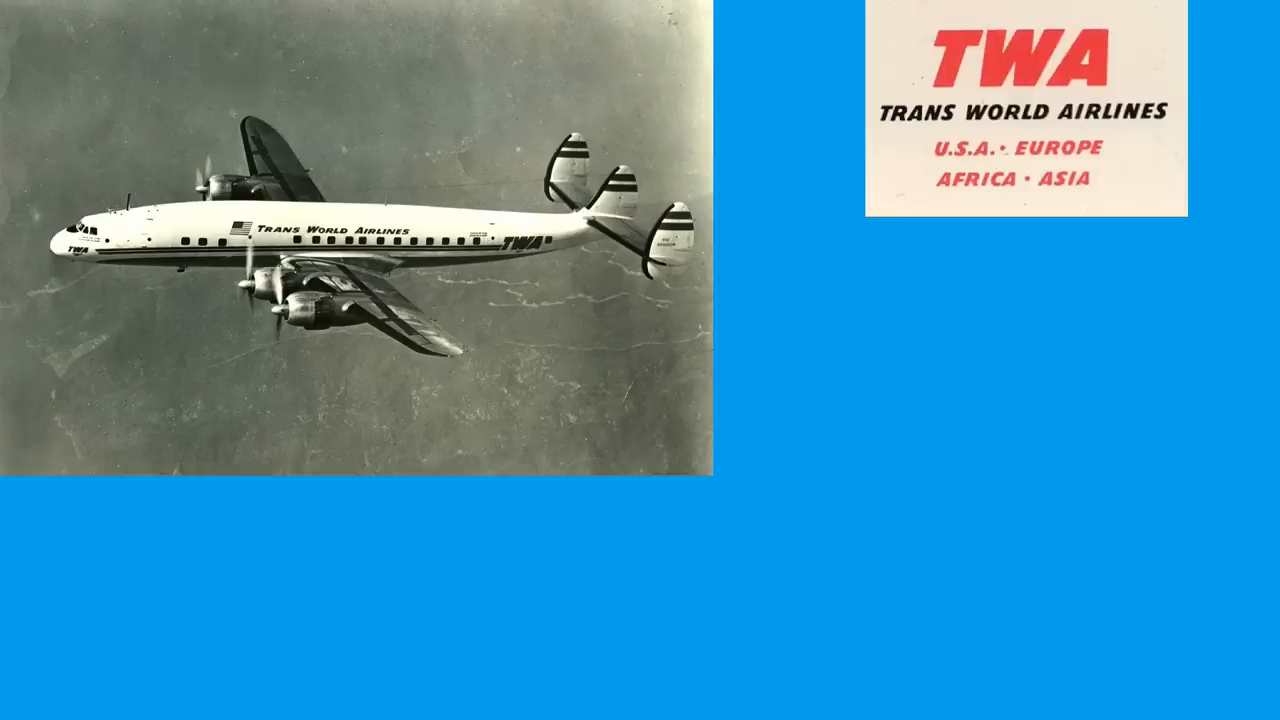 TRANS WORLD AIRLINES
TWA
TWA
TWA
TRANS WORLD AIRLINES
U.S.A. · EUROPE
AFRICA · ASIA